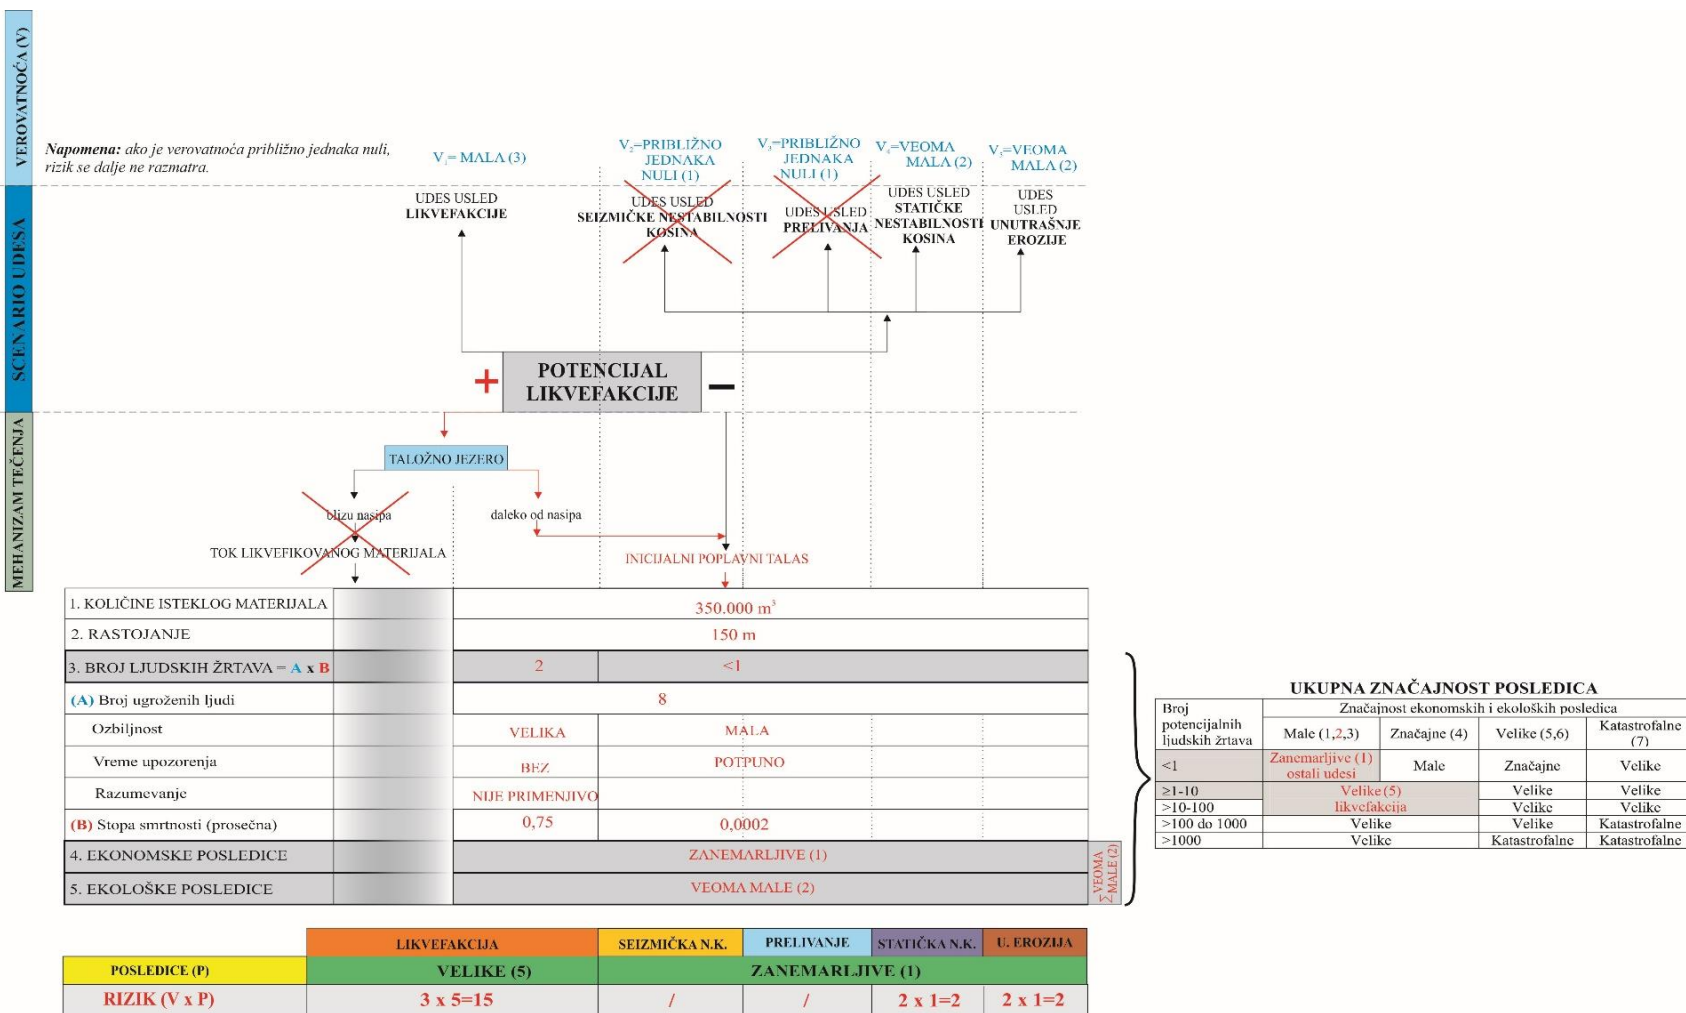 VEROVATNOĆA (V)
Napomena: ako je verovatnoća približno jednaka nuli,
rizik se dalje ne razmatra.
V₁= MALA (3)
V₂=PRIBLIŽNO
JEDNAKA
NULI (1)
V₃=PRIBLIŽNO
JEDNAKA
NULI (1)
V₄=VEOMA
MALA (2)
V₅=VEOMA
MALA (2)
SCENARIO UDESA
UDES USLED
LIKVEFAKCIJE
UDES USLED
SEIZMIČKE NESTABILNOSTI
KOSINA
UDES USLED
PRELIVANJA
UDES USLED
STATIČKE
NESTABILNOSTI
KOSINA
UDES
USLED
UNUTRAŠNJE
EROZIJE
+
POTENCIJAL
LIKVEFAKCIJE
–
MEHANIZAM TEČENJA
TALOŽNO JEZERO
blizu nasipa
daleko od nasipa
TOK LIKVEFIKOVANOG MATERIJALA
INICIJALNI POPLAVNI TALAS
1. KOLIČINE ISTEKLOG MATERIJALA
350.000 m³
2. RASTOJANJE
150 m
3. BROJ LJUDSKIH ŽRTAVA = A x B
2
<1
(A) Broj ugroženih ljudi
8
Ozbiljnost
VELIKA
MALA
Vreme upozorenja
BEZ
POTPUNO
Razumevanje
NIJE PRIMENJIVO
(B) Stopa smrtnosti (prosečna)
0,75
0,0002
4. EKONOMSKE POSLEDICE
ZANEMARLJIVE (1)
5. EKOLOŠKE POSLEDICE
VEOMA MALE (2)
∑ VEOMA
MALE (2)
UKUPNA ZNAČAJNOST POSLEDICA
Broj
potencijalnih
ljudskih žrtava
Značajnost ekonomskih i ekoloških posledica
Male (1,2,3)
Značajne (4)
Velike (5,6)
Katastrofalne
(7)
<1
Zanemarljive (1)
ostali udesi
Male
Značajne
Velike
≥1-10
Velike (5)
likvefakcija
Velike
Velike
>10-100
Velike
Velike
>100 do 1000
Velike
Velike
Katastrofalne
>1000
Velike
Katastrofalne
Katastrofalne
LIKVEFAKCIJA
SEIZMIČKA N.K.
PRELIVANJE
STATIČKA N.K.
U. EROZIJA
POSLEDICE (P)
VELIKE (5)
ZANEMARLJIVE (1)
RIZIK (V x P)
3 x 5=15
/
/
2 x 1=2
2 x 1=2